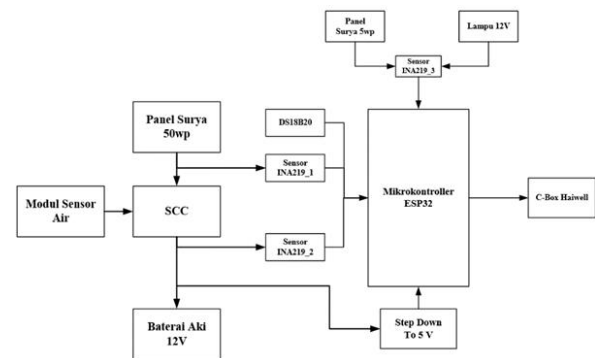 Panel
Surya 5wp
Lampu 12V
Sensor
INA219_3
Panel Surya
50wp
DS18B20
Sensor
INA219_1
Modul Sensor
Air
SCC
Mikrokontroller
ESP32
C-Box Haiwell
Sensor
INA219_2
Baterai Aki
12V
Step Down
To 5 V